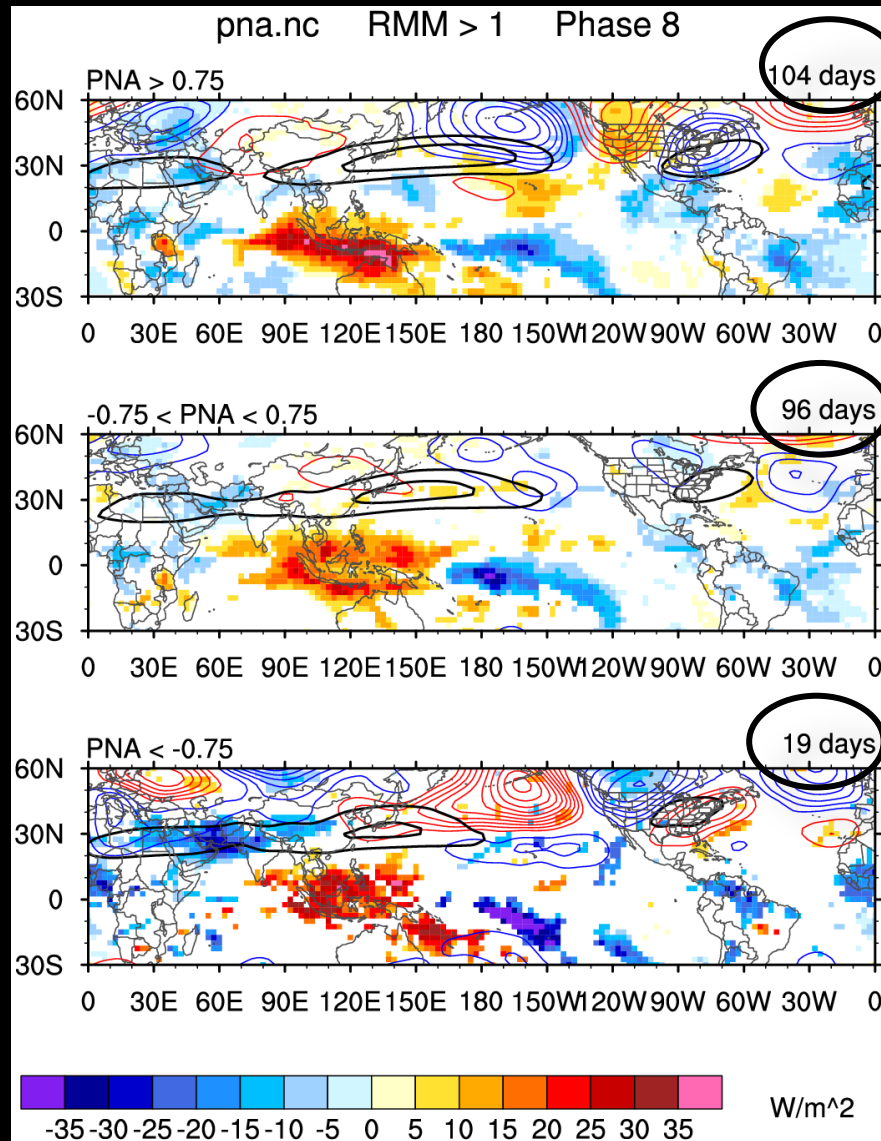 pna.nc RMM > 1 Phase 8
PNA > 0.75 104 days
60N
30N
0
30S
0 30E 60E 90E 120E 150E 180 150W 120W 90W 60W 30W 0
-0.75 < PNA < 0.75 96 days
60N
30N
0
30S
0 30E 60E 90E 120E 150E 180 150W 120W 90W 60W 30W 0
PNA < -0.75 19 days
60N
30N
0
30S
0 30E 60E 90E 120E 150E 180 150W 120W 90W 60W 30W 0
-35 -30 -25 -20 -15 -10 -5 0 5 10 15 20 25 30 35 W/m^2